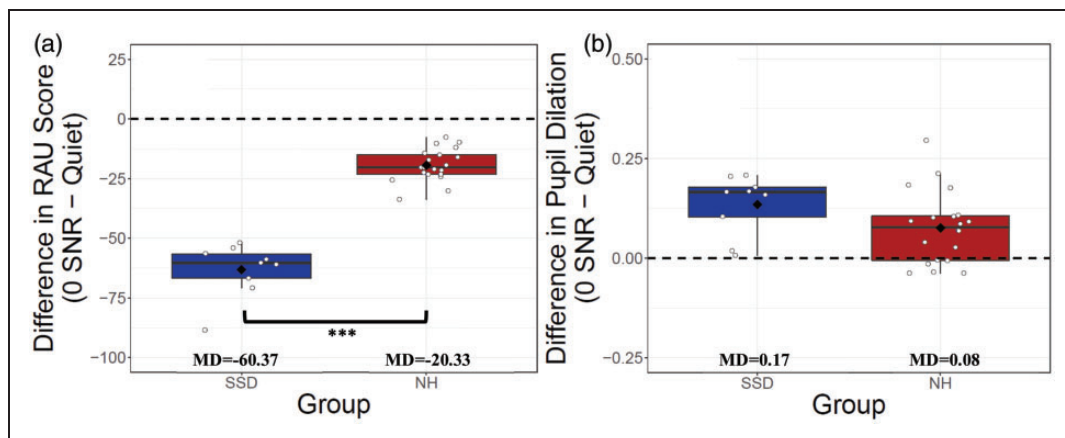 (a)
Difference in RAU Score
(0 SNR − Quiet)
25
0
−25
−50
−75
−100
***
MD=-60.37
MD=-20.33
SSD
NH
Group
(b)
Difference in Pupil Dilation
(0 SNR − Quiet)
0.50
0.25
0.00
−0.25
MD=0.17
MD=0.08
SSD
NH
Group